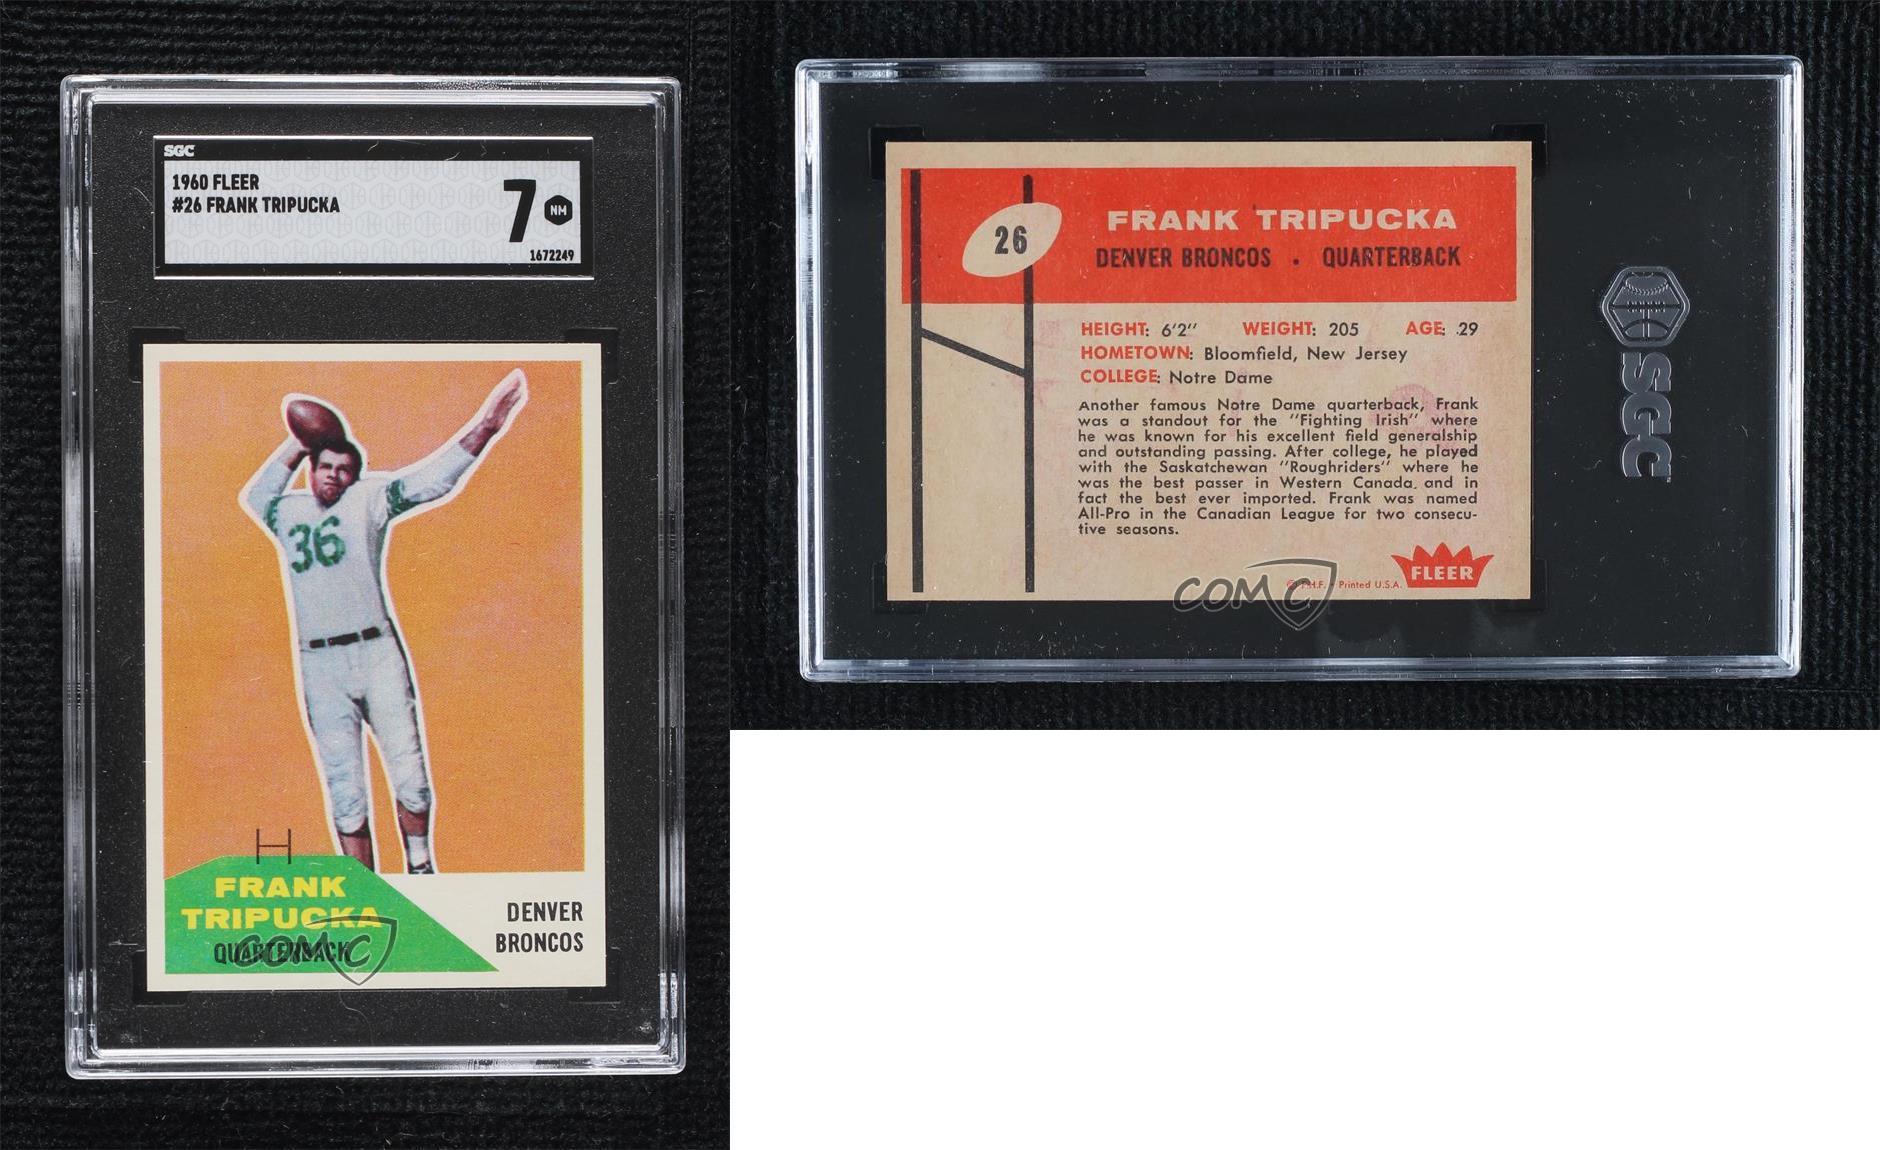 SGC
1960 FLEER
#26 FRANK TRIPUCKA
7 NM
1672249
36
FRANK
TRIPUCKA
QUARTERBACK
DENVER
BRONCOS
COMC
26
FRANK TRIPUCKA
DENVER BRONCOS . QUARTERBACK
HEIGHT: 6'2'' WEIGHT: 205 AGE: 29
HOMETOWN: Bloomfield, New Jersey
COLLEGE: Notre Dame
Another famous Notre Dame quarterback, Frank
was a standout for the ''Fighting Irish'' where
he was known for his excellent field generalship
and outstanding passing. After college, he played
with the Saskatchewan ''Roughriders'' where he
was the best passer in Western Canada and in
fact the best ever imported. Frank was named
All-Pro in the Canadian League for two consecu-
tive seasons.
FLEER
© F.H.F. • Printed U.S.A.
COMC
SGC